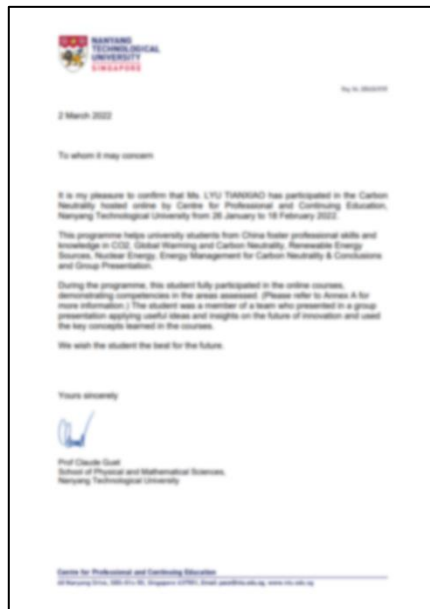 NANYANG
TECHNOLOGICAL
UNIVERSITY
SINGAPORE
2 March 2022
To whom it may concern
It is my pleasure to confirm that Ms. LYU TIANXIAO has participated in the Carbon
Neutrality hosted online by Centre for Professional and Continuing Education,
Nanyang Technological University from 26 January to 18 February 2022.
This programme helps university students from China foster professional skills and
knowledge in CO2, Global Warming and Carbon Neutrality, Renewable Energy
Sources, Nuclear Energy, Energy Management for Carbon Neutrality & Conclusions
and Group Presentation.
During the programme, this student fully participated in the online courses,
demonstrating competencies in the areas assessed. (Please refer to Annex A for
more information.) The student was a member of a team who presented in a group
presentation applying useful ideas and insights on the future of innovation and used
the key concepts learned in the courses.
We wish the student the best for the future.
Yours sincerely
Prof Claude Guet
School of Physical and Mathematical Sciences,
Nanyang Technological University
Centre for Professional and Continuing Education